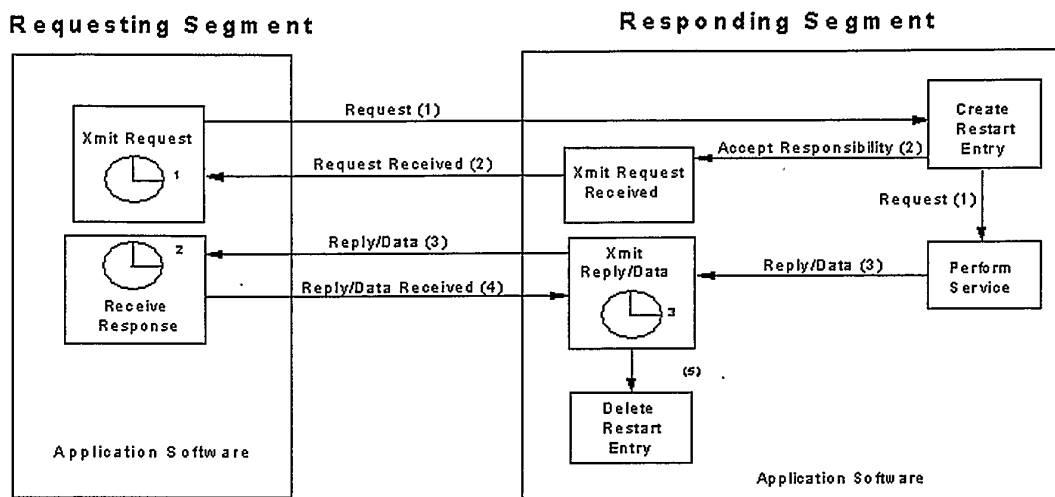 Requesting Segment
Responding Segment
Request (1)
Xmit Request
1
Create
Restart
Entry
Accept Responsibility (2)
Request Received (2)
Xmit Request
Received
Request (1)
2
Receive
Response
Reply/Data (3)
Xmit
Reply/Data
3
Reply/Data (3)
Perform
Service
Reply/Data Received (4)
(5)
Delete
Restart
Entry
Application Software
Application Software